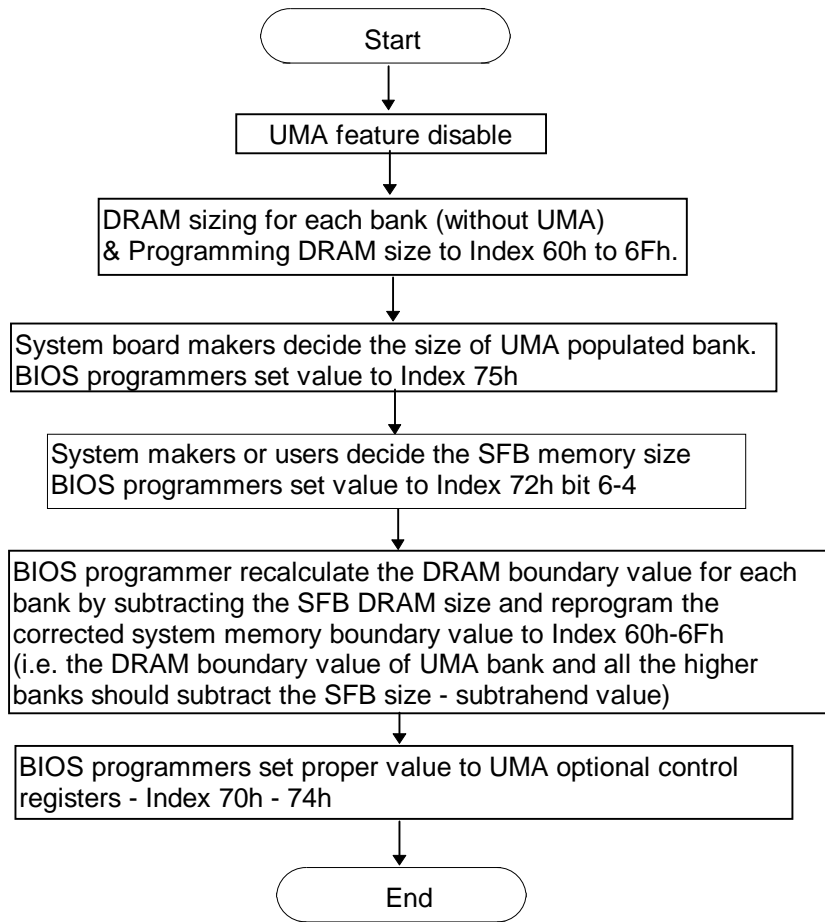 Start
UMA feature disable
DRAM sizing for each bank (without UMA)
& Programming DRAM size to Index 60h to 6Fh.
System board makers decide the size of UMA populated bank.
BIOS programmers set value to Index 75h
System makers or users decide the SFB memory size
BIOS programmers set value to Index 72h bit 6-4
BIOS programmer recalculate the DRAM boundary value for each
bank by subtracting the SFB DRAM size and reprogram the
corrected system memory boundary value to Index 60h-6Fh
(i.e. the DRAM boundary value of UMA bank and all the higher
banks should subtract the SFB size - subtrahend value)
BIOS programmers set proper value to UMA optional control
registers - Index 70h - 74h
End